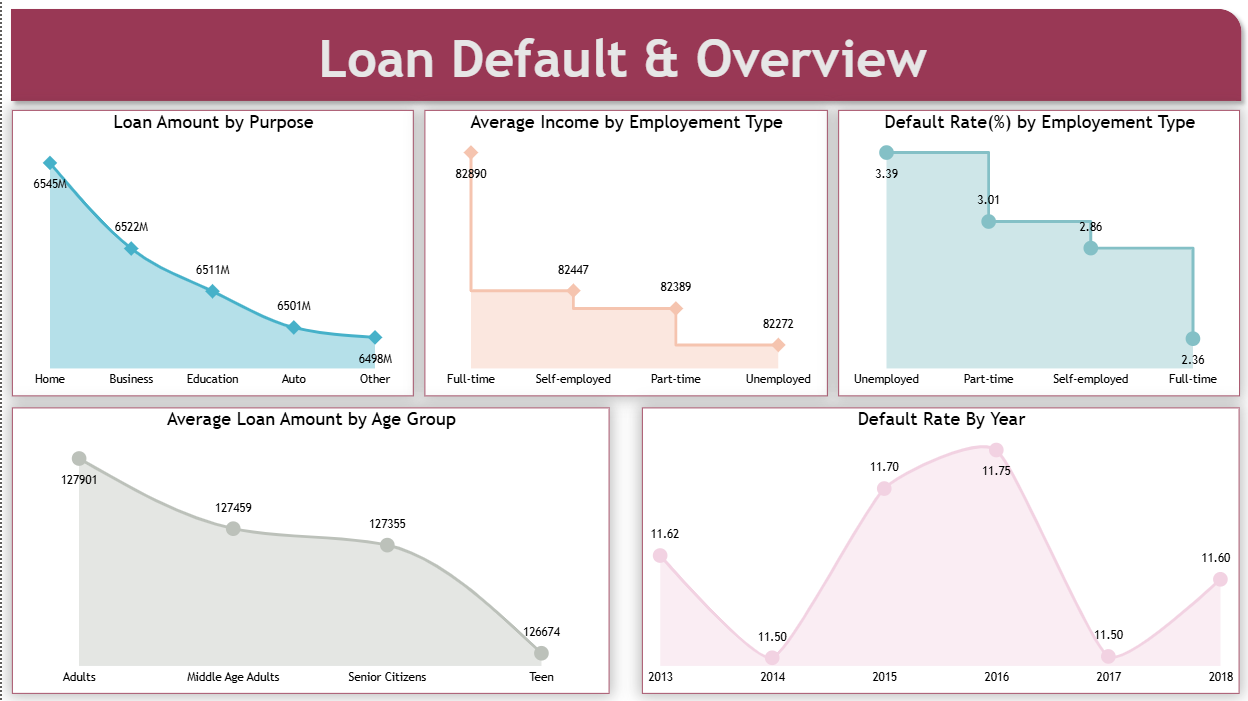 Loan Default & Overview
Loan Amount by Purpose
6545M
6522M
6511M
6501M
6498M
Home Business Education Auto Other
Average Income by Employement Type
82890
82447
82389
82272
Full-time Self-employed Part-time Unemployed
Default Rate(%) by Employement Type
3.39
3.01
2.86
2.36
Unemployed Part-time Self-employed Full-time
Average Loan Amount by Age Group
127901
127459
127355
126674
Adults Middle Age Adults Senior Citizens Teen
Default Rate By Year
11.62
11.50
11.70
11.75
11.50
11.60
2013 2014 2015 2016 2017 2018